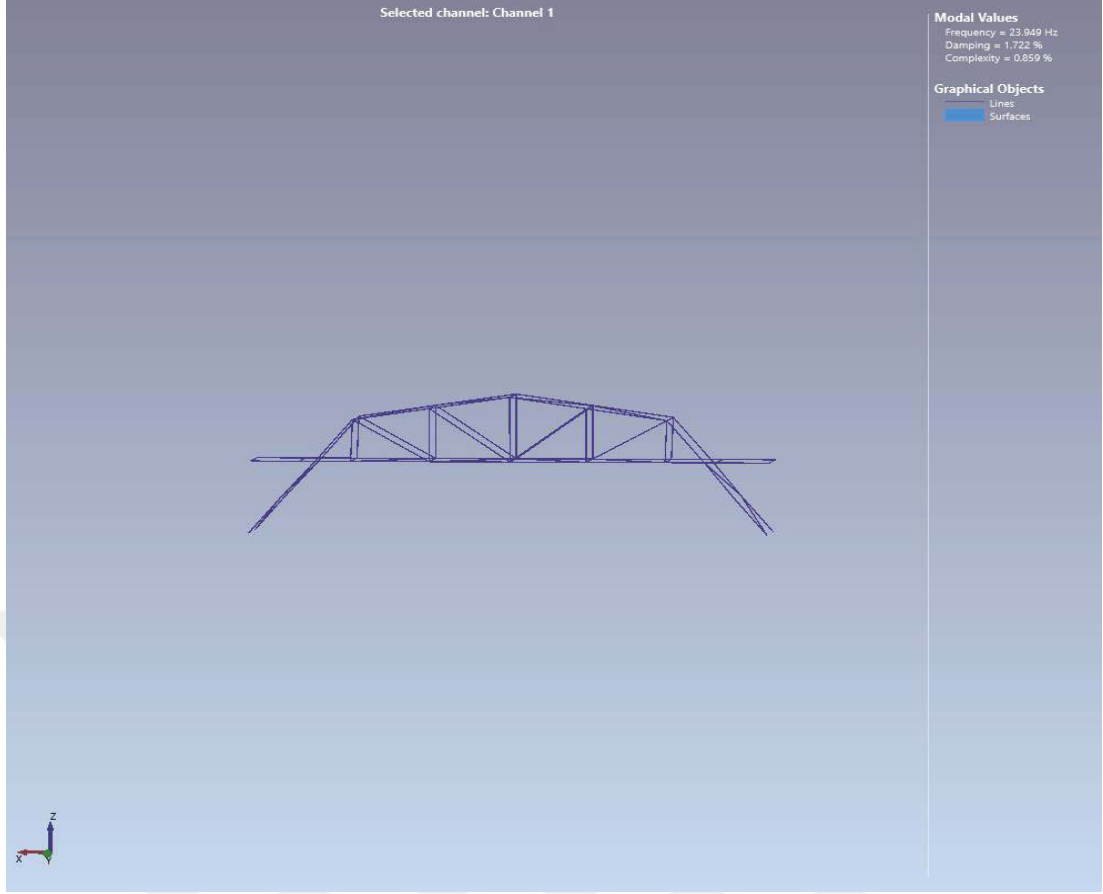 Selected channel: Channel 1
Modal Values
Frequency = 23.949 Hz
Damping = 1.722 %
Complexity = 0.859 %
Graphical Objects
Lines
Surfaces
Z
X
Y